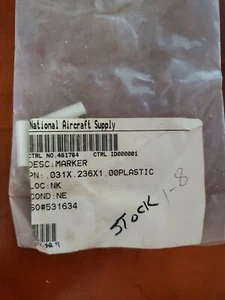 National Aircraft Supply
CTRL NO.481764 CTRL ID000001
DESC:MARKER
PN: .031X.236X1.00PLASTIC
LOC:NK
COND:NE
SO#531634
STOCK 1-8